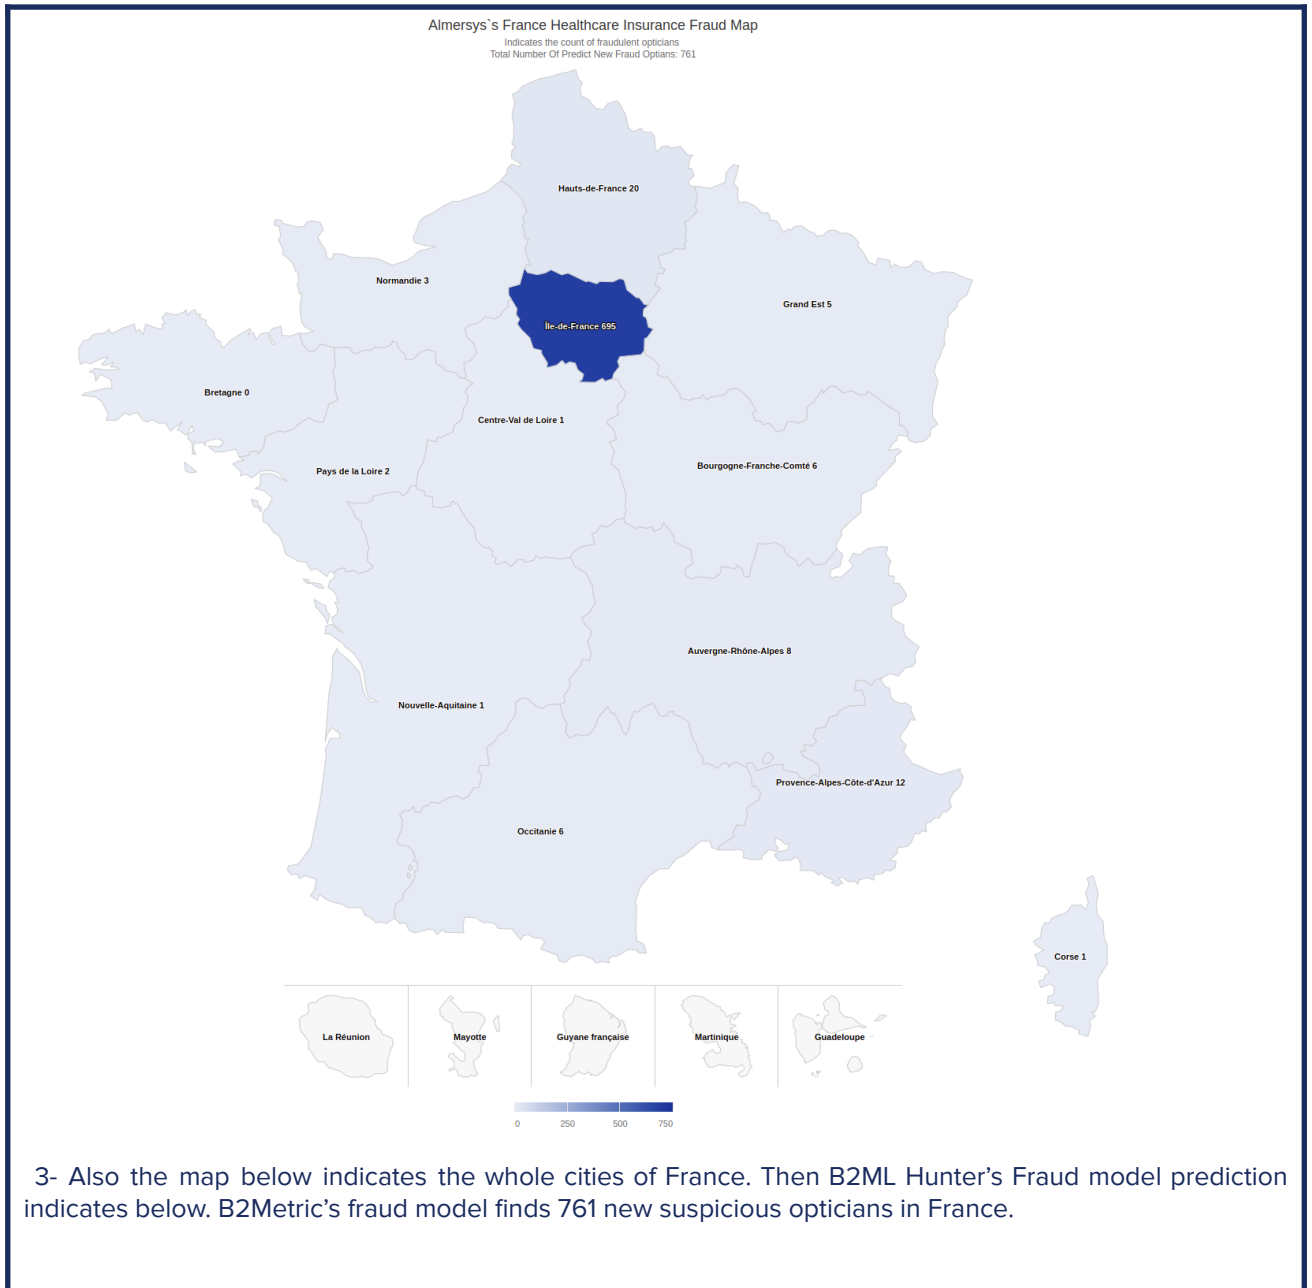 Almersys`s France Healthcare Insurance Fraud Map
Indicates the count of fraudulent opticians
Total Number Of Predict New Fraud Optians: 761
Hauts-de-France 20
Normandie 3
Grand Est 5
Île-de-France 695
Bretagne 0
Centre-Val de Loire 1
Pays de la Loire 2
Bourgogne-Franche-Comté 6
Auvergne-Rhône-Alpes 8
Nouvelle-Aquitaine 1
Provence-Alpes-Côte-d'Azur 12
Occitanie 6
Corse 1
La Réunion
Mayotte
Guyane française
Martinique
Guadeloupe
0 250 500 750
3- Also the map below indicates the whole cities of France. Then B2ML Hunter’s Fraud model prediction
indicates below. B2Metric’s fraud model finds 761 new suspicious opticians in France.